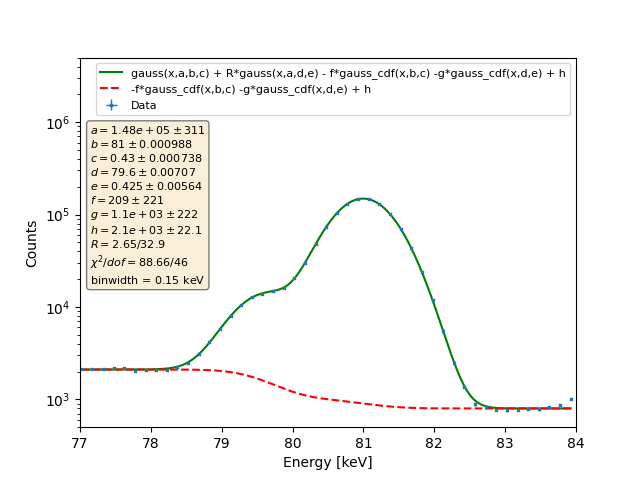 gauss(x,a,b,c) + R*gauss(x,a,d,e) - f*gauss_cdf(x,b,c) -g*gauss_cdf(x,d,e) + h
-f*gauss_cdf(x,b,c) -g*gauss_cdf(x,d,e) + h
Data
a = 1.48e + 05 ± 311
b = 81 ± 0.000988
c = 0.43 ± 0.000738
d = 79.6 ± 0.00707
e = 0.425 ± 0.00564
f = 209 ± 221
g = 1.1e + 03 ± 222
h = 2.1e + 03 ± 22.1
R = 2.65/32.9
χ²/dof = 88.66/46
binwidth = 0.15 keV
10⁶
10⁵
10⁴
10³
Counts
77 78 79 80 81 82 83 84
Energy [keV]